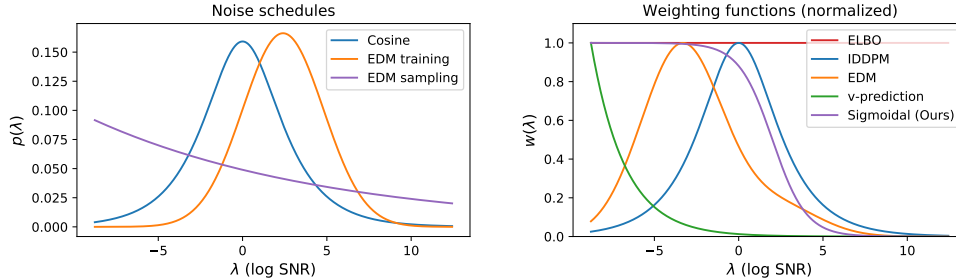 Noise schedules
p(λ)
0.150
0.125
0.100
0.075
0.050
0.025
0.000
Cosine
EDM training
EDM sampling
−5
0
5
10
λ (log SNR)
Weighting functions (normalized)
w(λ)
1.0
0.8
0.6
0.4
0.2
0.0
ELBO
IDDPM
EDM
v-prediction
Sigmoidal (Ours)
−5
0
5
10
λ (log SNR)